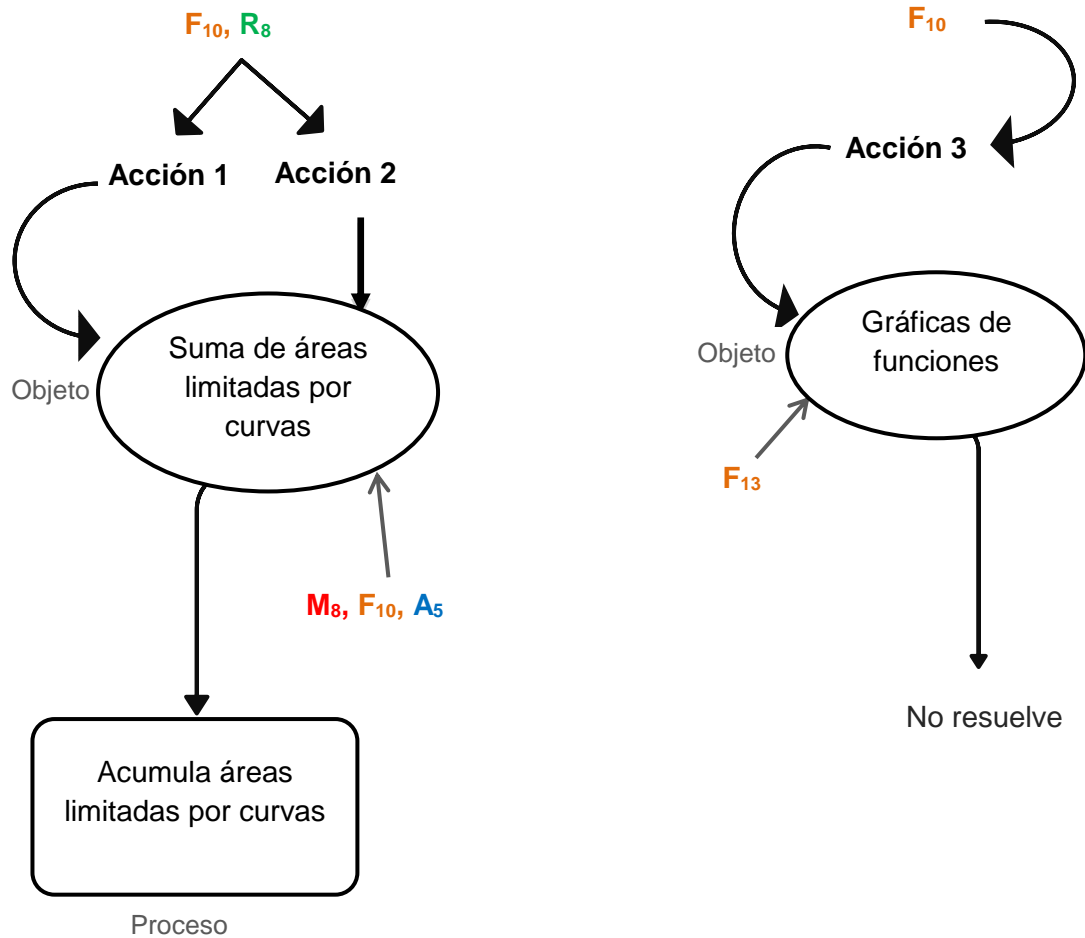 F₁₀, R₈
Acción 1
Acción 2
Suma de áreas
limitadas por
curvas
Objeto
M₈, F₁₀, A₅
Acumula áreas
limitadas por curvas
Proceso
F₁₀
Acción 3
Gráficas de
funciones
Objeto
F₁₃
No resuelve